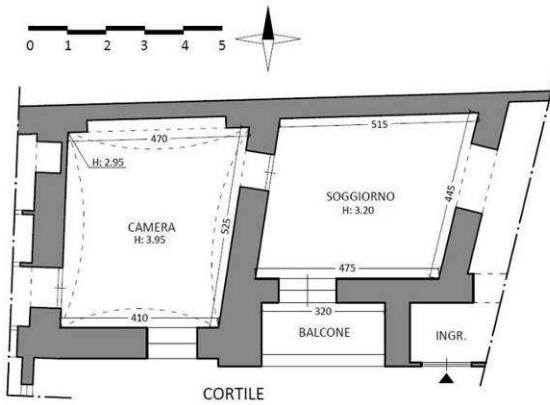 0 1 2 3 4 5
515
470
H: 2.95
445
SOGGIORNO
H: 3.20
CAMERA
H: 3.95
525
475
410
320
BALCONE
INGR.
CORTILE